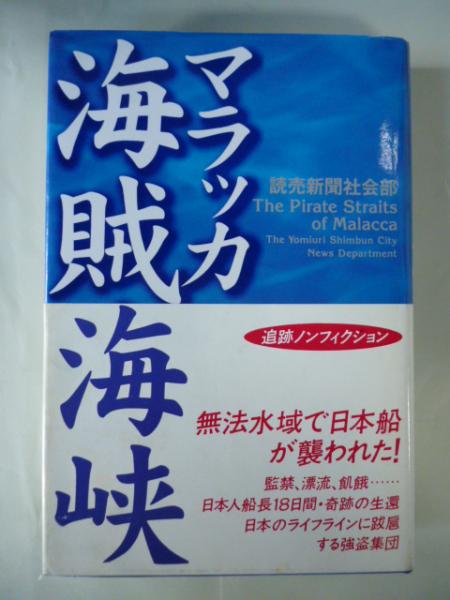 マラッカ
海賊海峡
読売新聞社会部
The Pirate Straits
of Malacca
The Yomiuri Shimbun City
News Department
追跡ノンフィクション
無法水域で日本船
が襲われた!
監禁、漂流、飢餓……
日本人船長18日間・奇跡の生還
日本のライフラインに跋扈
する強盗集団